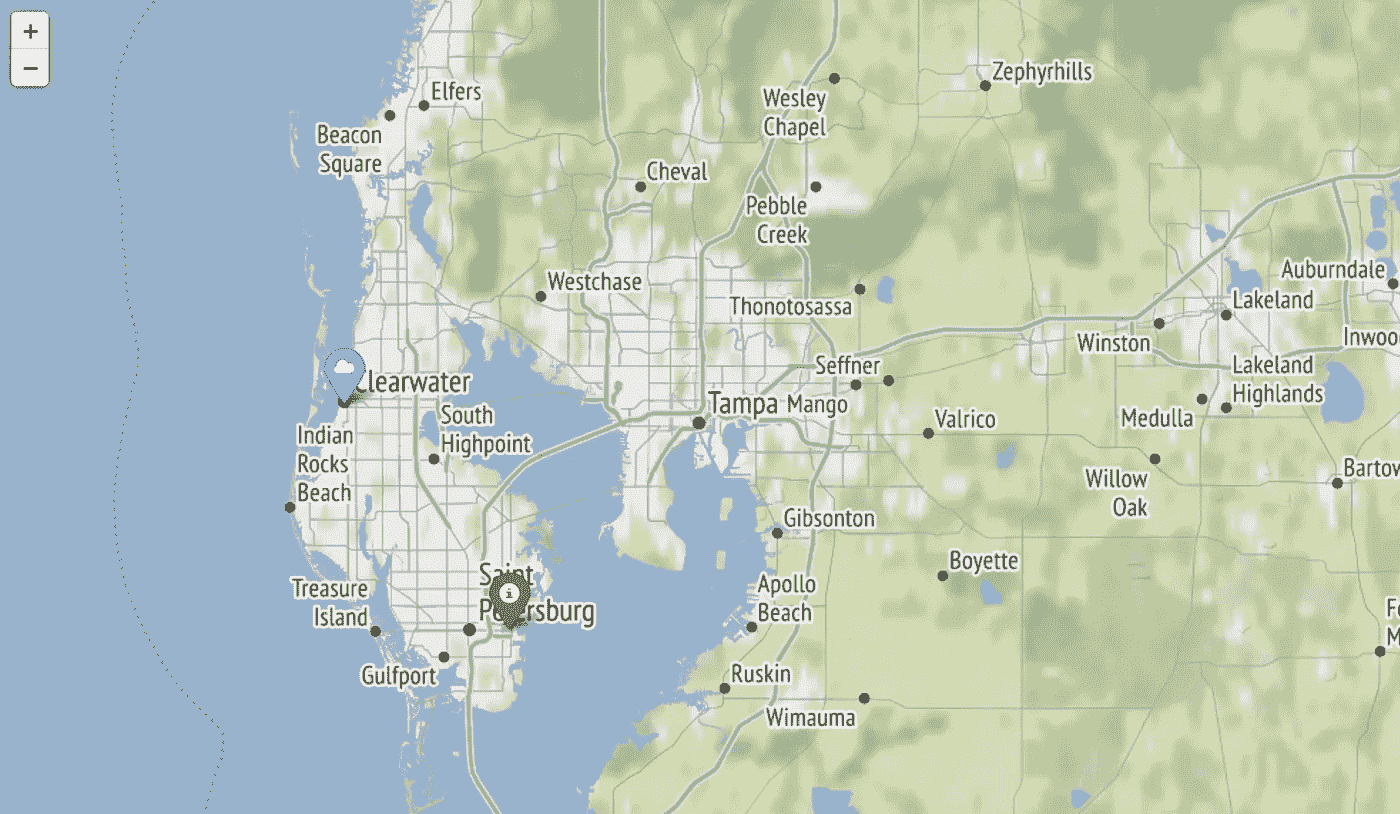 +
−
Zephyrhills
Elfers
Wesley
Chapel
Beacon
Square
Cheval
Pebble
Creek
Westchase
Thonotosassa
Auburndale
Lakeland
Winston
Inwoo
Seffner
Lakeland
Highlands
Clearwater
Tampa
Mango
South
Highpoint
Valrico
Medulla
Indian
Rocks
Beach
Willow
Oak
Bartow
Gibsonton
Boyette
Saint
Petersburg
i
Treasure
Island
Apollo
Beach
Gulfport
Ruskin
Wimauma
F
M